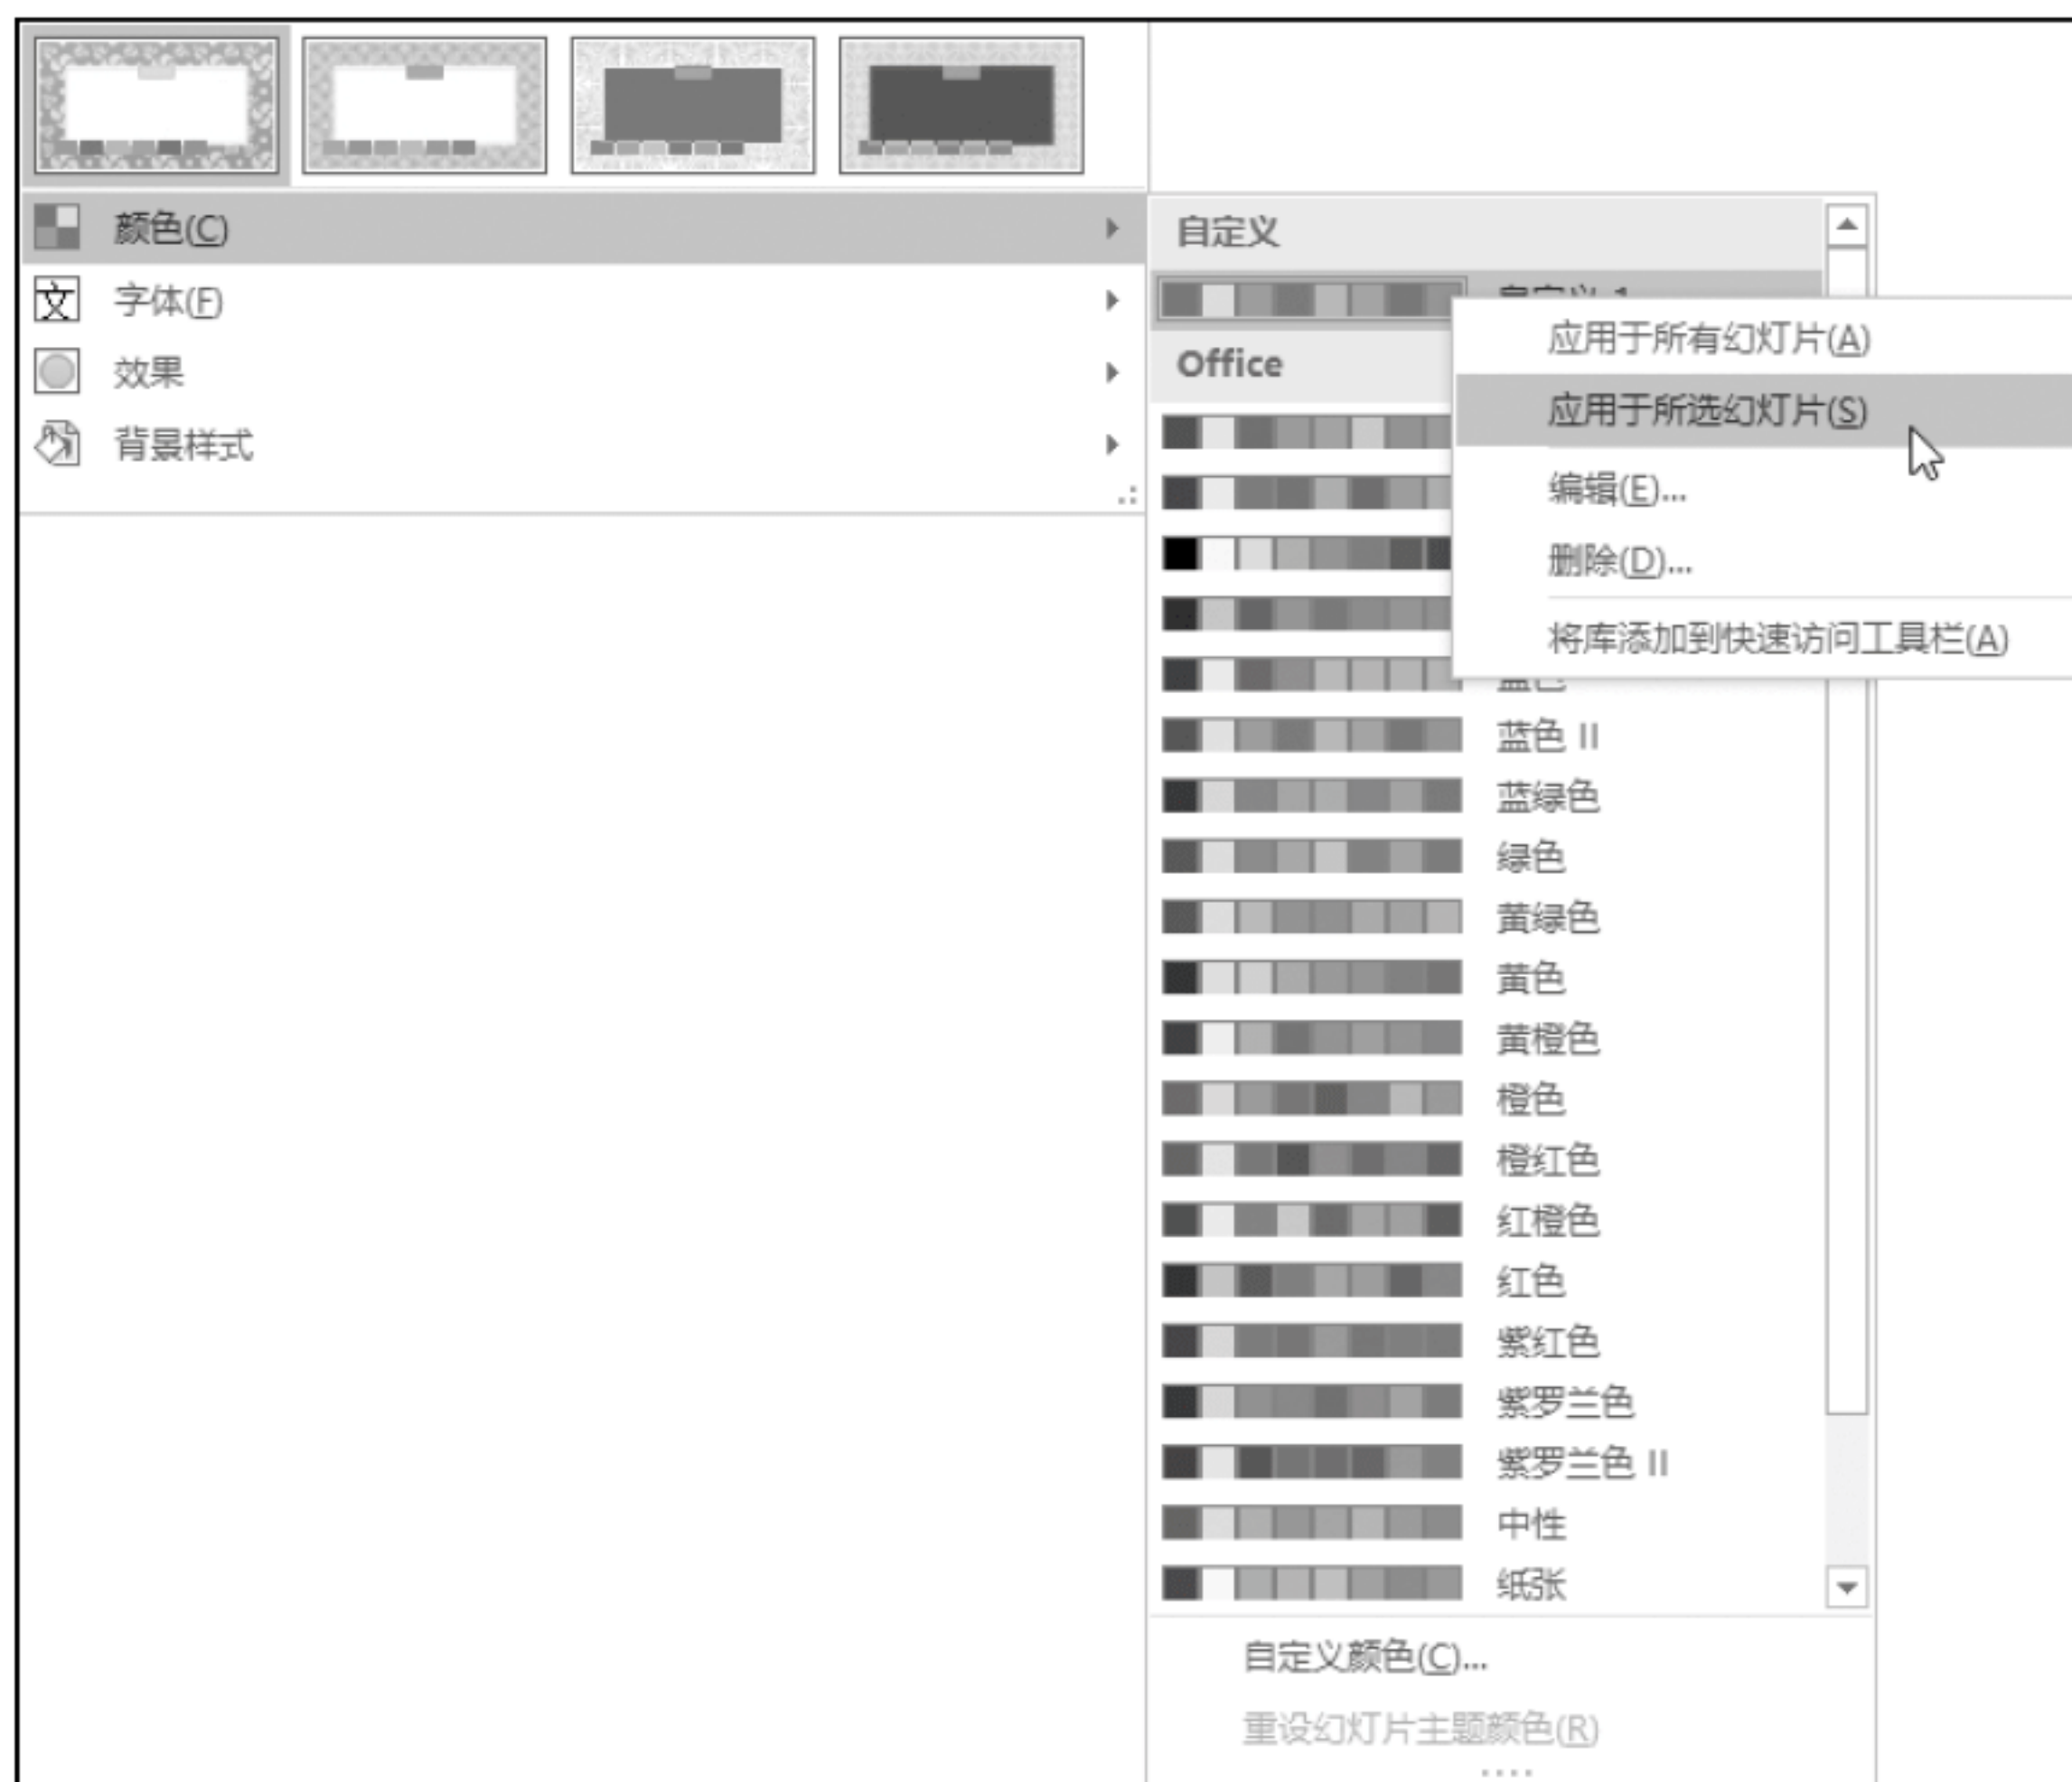 颜色(C)
文 字体(F)
效果
背景样式
自定义
Office
应用于所有幻灯片(A)
应用于所选幻灯片(S)
编辑(E)...
删除(D)...
将库添加到快速访问工具栏(A)
蓝色 II
蓝绿色
绿色
黄绿色
黄色
黄橙色
橙色
橙红色
红橙色
红色
紫红色
紫罗兰色
紫罗兰色 II
中性
纸张
自定义颜色(C)...
重设幻灯片主题颜色(R)